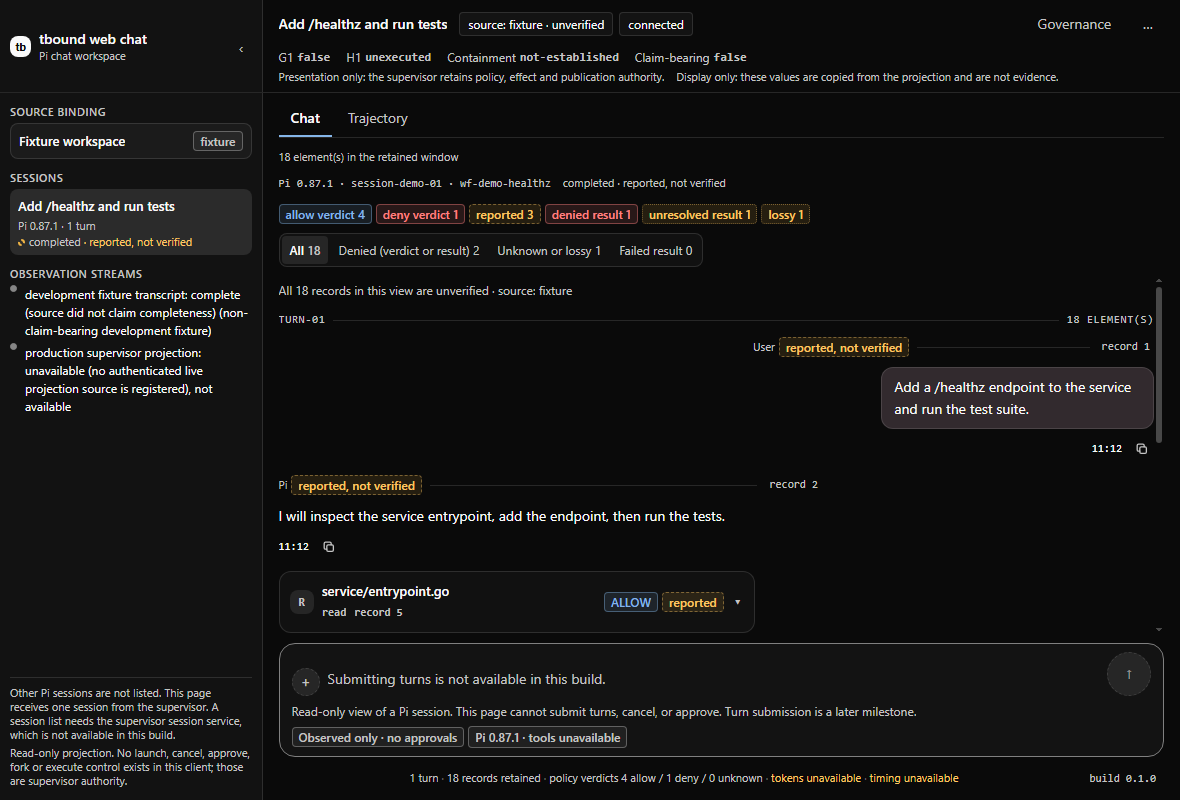 tb
tbound web chat
Pi chat workspace
‹
SOURCE BINDING
Fixture workspace
fixture
SESSIONS
Add /healthz and run tests
Pi 0.87.1 · 1 turn
completed · reported, not verified
OBSERVATION STREAMS
development fixture transcript: complete
(source did not claim completeness) (non-
claim-bearing development fixture)
production supervisor projection:
unavailable (no authenticated live
projection source is registered), not
available
Other Pi sessions are not listed. This page
receives one session from the supervisor. A
session list needs the supervisor session service,
which is not available in this build.
Read-only projection. No launch, cancel, approve,
fork or execute control exists in this client; those
are supervisor authority.
Add /healthz and run tests source: fixture · unverified connected Governance ...
G1 false H1 unexecuted Containment not-established Claim-bearing false
Presentation only: the supervisor retains policy, effect and publication authority. Display only: these values are copied from the projection and are not evidence.
Chat Trajectory
18 element(s) in the retained window
Pi 0.87.1 · session-demo-01 · wf-demo-healthz completed · reported, not verified
allow verdict 4 deny verdict 1 reported 3 denied result 1 unresolved result 1 lossy 1
All 18 Denied (verdict or result) 2 Unknown or lossy 1 Failed result 0
All 18 records in this view are unverified · source: fixture
TURN-01 18 ELEMENT(S)
User reported, not verified record 1
Add a /healthz endpoint to the service
and run the test suite.
11:12
Pi reported, not verified record 2
I will inspect the service entrypoint, add the endpoint, then run the tests.
11:12
R
service/entrypoint.go
read record 5
ALLOW reported ▾
+ Submitting turns is not available in this build. ↑
Read-only view of a Pi session. This page cannot submit turns, cancel, or approve. Turn submission is a later milestone.
Observed only · no approvals Pi 0.87.1 · tools unavailable
1 turn · 18 records retained · policy verdicts 4 allow / 1 deny / 0 unknown · tokens unavailable · timing unavailable build 0.1.0